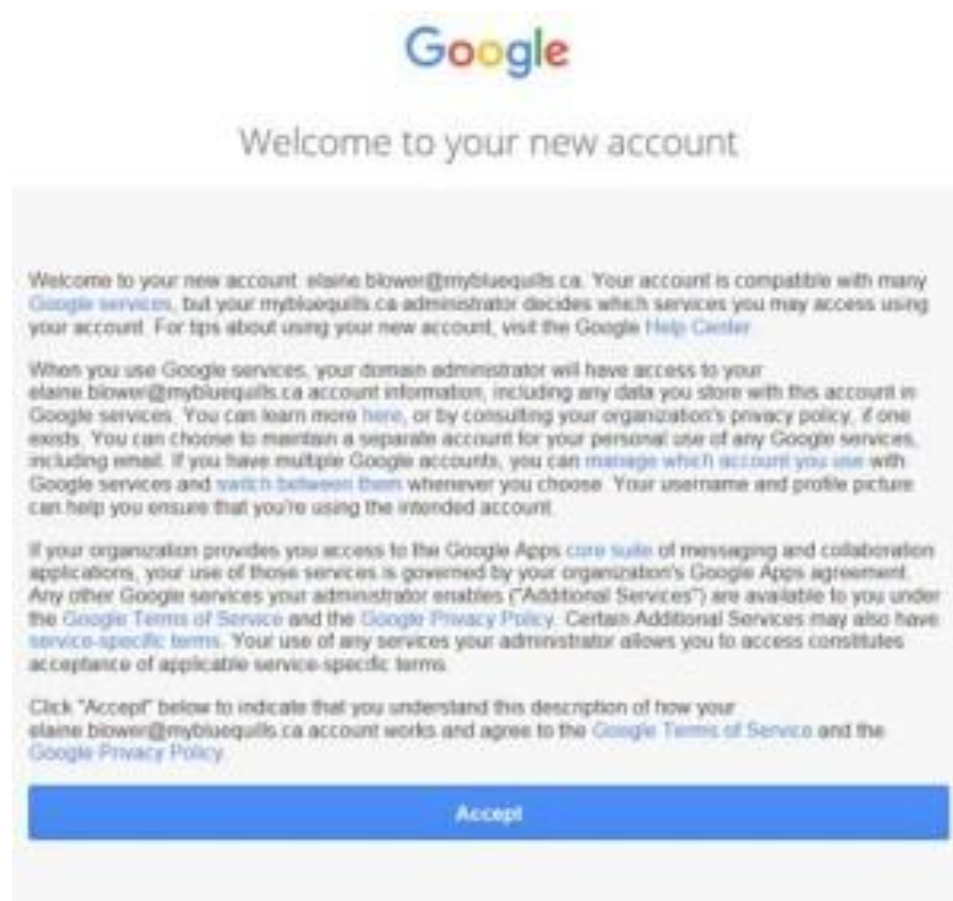 Google
Welcome to your new account
Welcome to your new account: elaine.blower@mybluequills.ca. Your account is compatible with many
Google services, but your mybluequills.ca administrator decides which services you may access using
your account. For tips about using your new account, visit the Google Help Center.
When you use Google services, your domain administrator will have access to your
elaine.blower@mybluequills.ca account information, including any data you store with this account in
Google services. You can learn more here, or by consulting your organization's privacy policy, if one
exists. You can choose to maintain a separate account for your personal use of any Google services,
including email. If you have multiple Google accounts, you can manage which account you use with
Google services and switch between them whenever you choose. Your username and profile picture
can help you ensure that you're using the intended account.
If your organization provides you access to the Google Apps core suite of messaging and collaboration
applications, your use of those services is governed by your organization's Google Apps agreement.
Any other Google services your administrator enables ("Additional Services") are available to you under
the Google Terms of Service and the Google Privacy Policy. Certain Additional Services may also have
service-specific terms. Your use of any services your administrator allows you to access constitutes
acceptance of applicable service-specific terms.
Click "Accept" below to indicate that you understand this description of how your
elaine.blower@mybluequills.ca account works and agree to the Google Terms of Service and the
Google Privacy Policy.
Accept